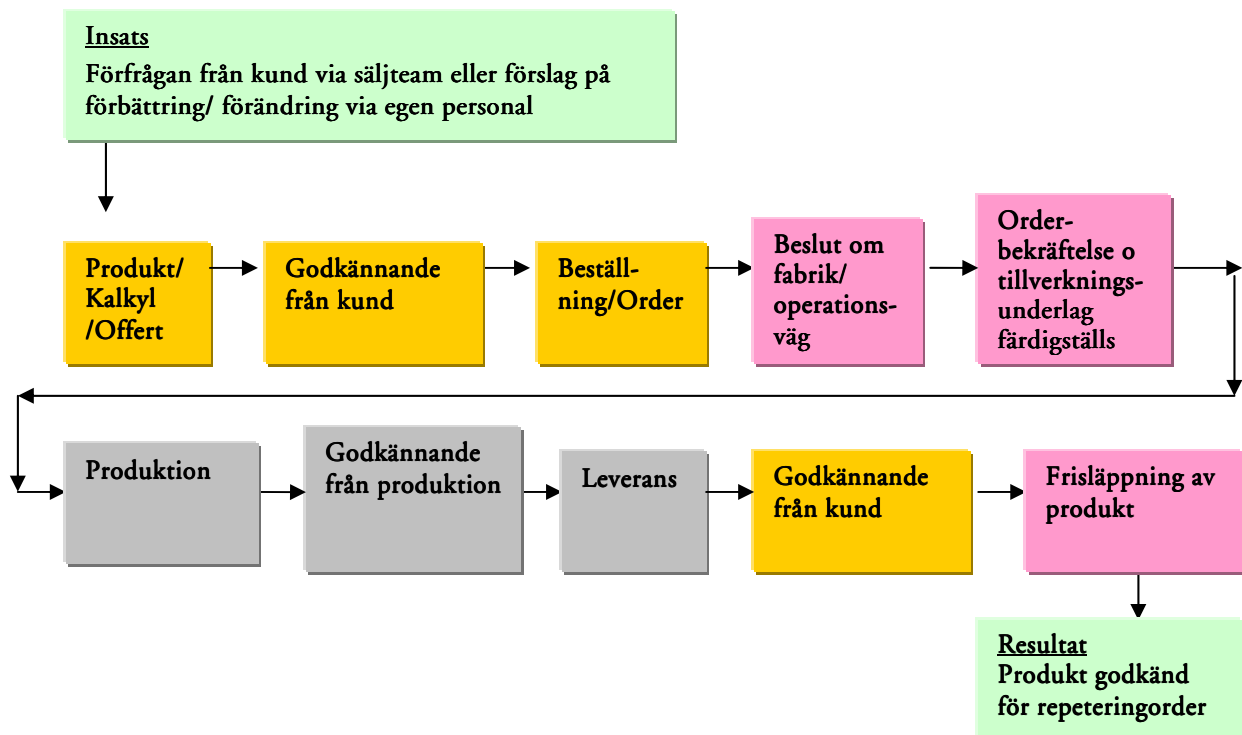 Insats
Förfrågan från kund via säljteam eller förslag på
förbättring/ förändring via egen personal
Produkt/
Kalkyl
/Offert
Godkännande
från kund
Beställ-
ning/Order
Beslut om
fabrik/
operations-
väg
Order-
bekräftelse o
tillverknings-
underlag
färdigställs
Produktion
Godkännande
från produktion
Leverans
Godkännande
från kund
Frisläppning av
produkt
Resultat
Produkt godkänd
för repeteringorder